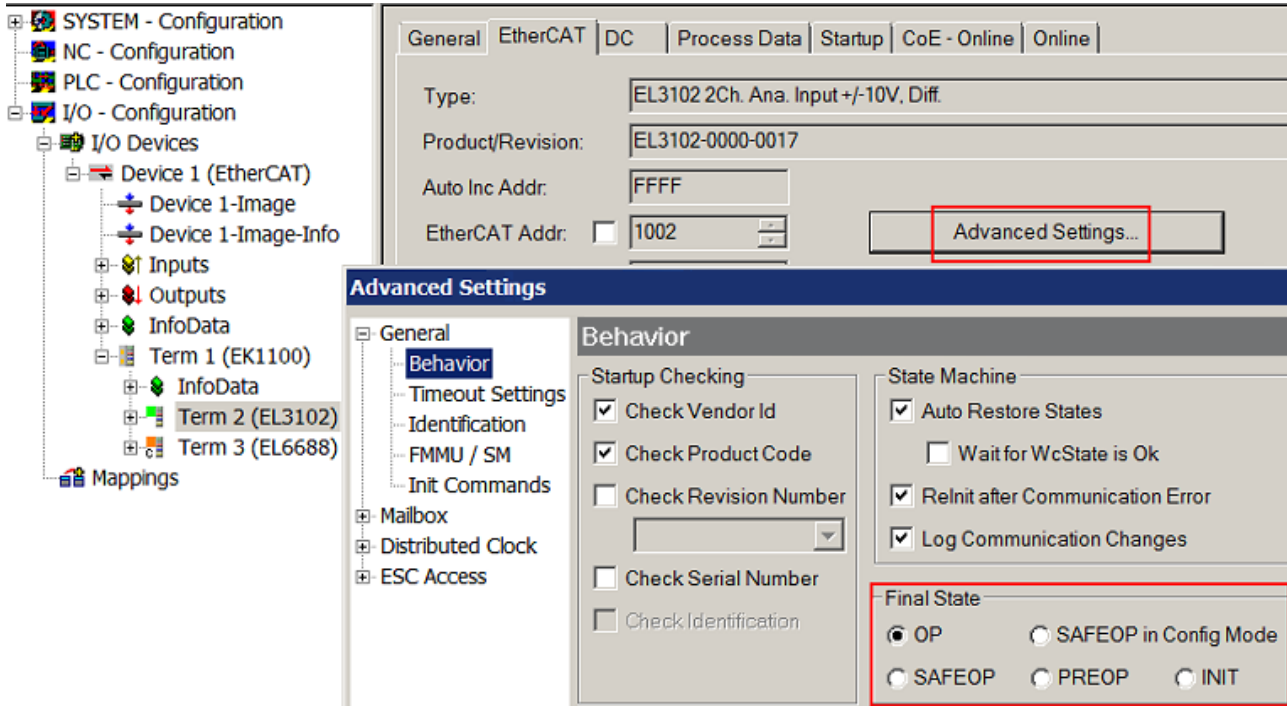 SYSTEM - Configuration
NC - Configuration
PLC - Configuration
I/O - Configuration
I/O Devices
Device 1 (EtherCAT)
Device 1-Image
Device 1-Image-Info
Inputs
Outputs
InfoData
Term 1 (EK1100)
InfoData
Term 2 (EL3102)
Term 3 (EL6688)
Mappings
General EtherCAT DC Process Data Startup CoE - Online Online
Type: EL3102 2Ch. Ana. Input +/-10V, Diff.
Product/Revision: EL3102-0000-0017
Auto Inc Addr: FFFF
EtherCAT Addr: 1002 Advanced Settings...
Advanced Settings
General
Behavior
Timeout Settings
Identification
FMMU / SM
Init Commands
Mailbox
Distributed Clock
ESC Access
Behavior
Startup Checking
Check Vendor Id
Check Product Code
Check Revision Number
Check Serial Number
Check Identification
State Machine
Auto Restore States
Wait for WcState is Ok
ReInit after Communication Error
Log Communication Changes
Final State
OP SAFEOP in Config Mode
SAFEOP PREOP INIT